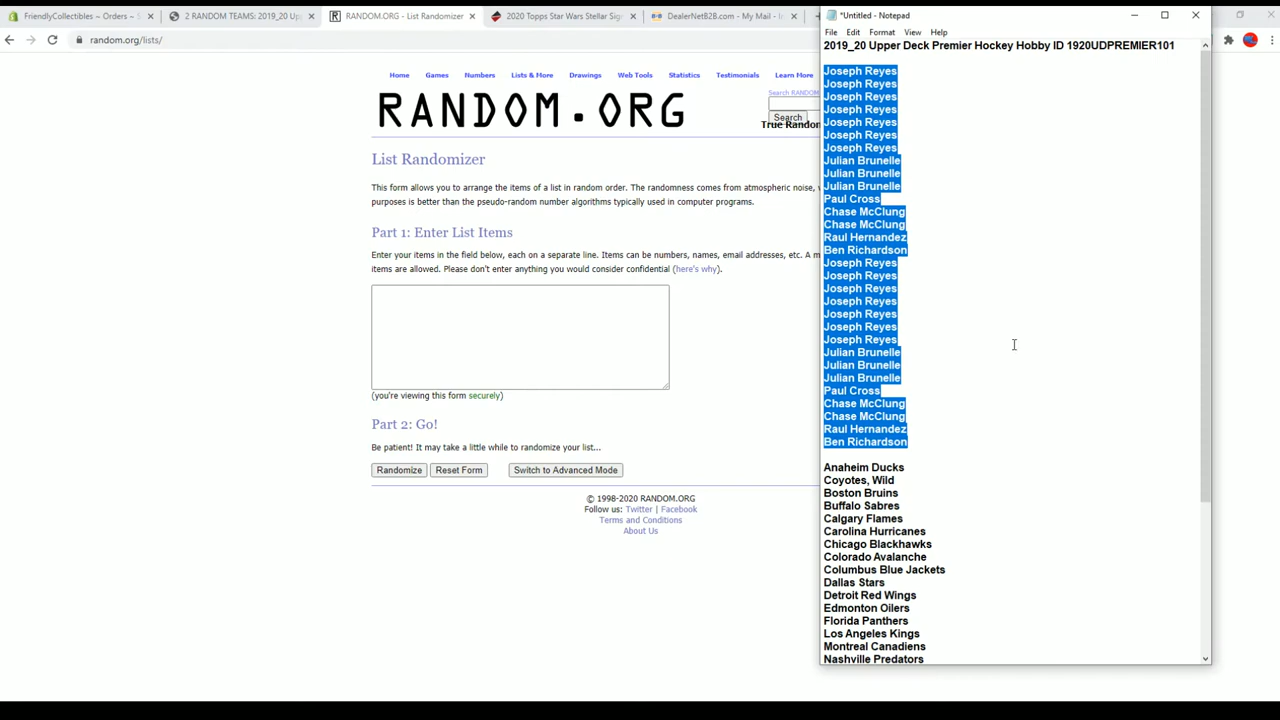 FriendlyCollectibles ~ Orders ~ S
2 RANDOM TEAMS: 2019_20 Up
RANDOM.ORG - List Randomizer
2020 Topps Star Wars Stellar Sig
DealerNetB2B.com - My Mail - In
*Untitled - Notepad
random.org/lists/
File Edit Format View Help
Home Games Numbers Lists & More Drawings Web Tools Statistics Testimonials Learn More
Search RANDOM
RANDOM.ORG
Search
True Random
List Randomizer
This form allows you to arrange the items of a list in random order. The randomness comes from atmospheric noise,
purposes is better than the pseudo-random number algorithms typically used in computer programs.
Part 1: Enter List Items
Enter your items in the field below, each on a separate line. Items can be numbers, names, email addresses, etc. A m
items are allowed. Please don't enter anything you would consider confidential (here's why).
(you're viewing this form securely)
Part 2: Go!
Be patient! It may take a little while to randomize your list...
Randomize Reset Form Switch to Advanced Mode
© 1998-2020 RANDOM.ORG
Follow us: Twitter | Facebook
Terms and Conditions
About Us
2019_20 Upper Deck Premier Hockey Hobby ID 1920UDPREMIER101
Joseph Reyes
Joseph Reyes
Joseph Reyes
Joseph Reyes
Joseph Reyes
Joseph Reyes
Joseph Reyes
Julian Brunelle
Julian Brunelle
Julian Brunelle
Paul Cross
Chase McClung
Chase McClung
Raul Hernandez
Ben Richardson
Joseph Reyes
Joseph Reyes
Joseph Reyes
Joseph Reyes
Joseph Reyes
Joseph Reyes
Joseph Reyes
Julian Brunelle
Julian Brunelle
Julian Brunelle
Paul Cross
Chase McClung
Chase McClung
Raul Hernandez
Ben Richardson
Anaheim Ducks
Coyotes, Wild
Boston Bruins
Buffalo Sabres
Calgary Flames
Carolina Hurricanes
Chicago Blackhawks
Colorado Avalanche
Columbus Blue Jackets
Dallas Stars
Detroit Red Wings
Edmonton Oilers
Florida Panthers
Los Angeles Kings
Montreal Canadiens
Nashville Predators